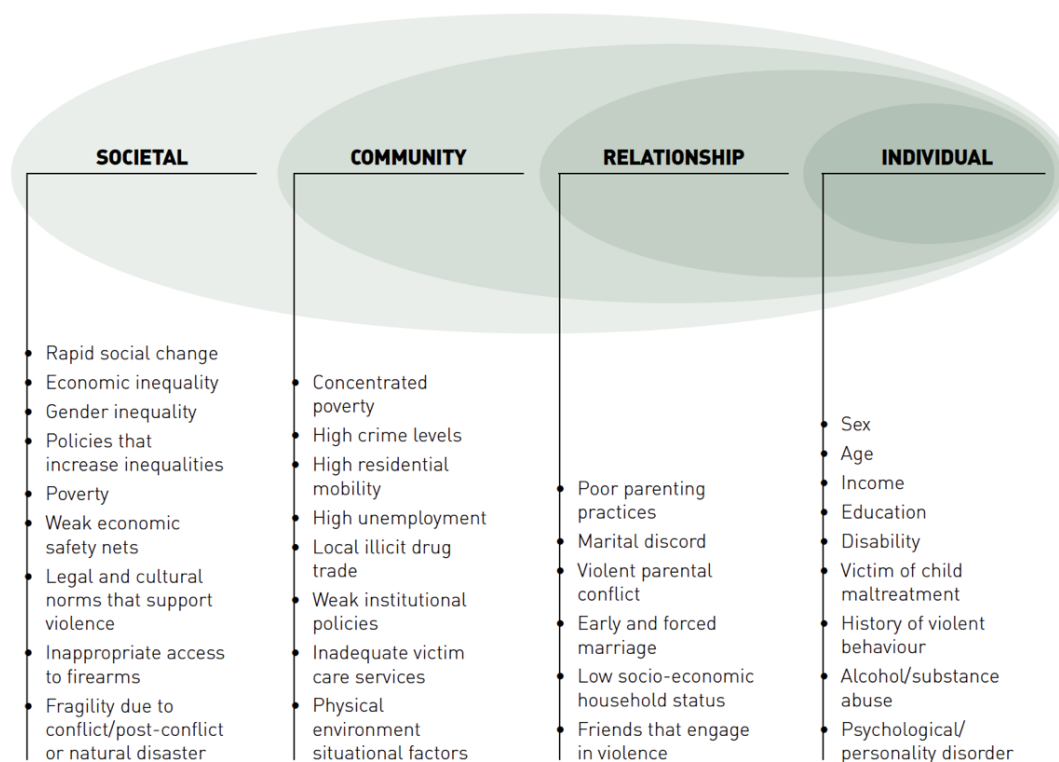 SOCIETAL
COMMUNITY
RELATIONSHIP
INDIVIDUAL
• Rapid social change
• Economic inequality
• Gender inequality
• Policies that
increase inequalities
• Poverty
• Weak economic
safety nets
• Legal and cultural
norms that support
violence
• Inappropriate access
to firearms
• Fragility due to
conflict/post-conflict
or natural disaster
• Concentrated
poverty
• High crime levels
• High residential
mobility
• High unemployment
• Local illicit drug
trade
• Weak institutional
policies
• Inadequate victim
care services
• Physical
environment
situational factors
• Poor parenting
practices
• Marital discord
• Violent parental
conflict
• Early and forced
marriage
• Low socio-economic
household status
• Friends that engage
in violence
• Sex
• Age
• Income
• Education
• Disability
• Victim of child
maltreatment
• History of violent
behaviour
• Alcohol/substance
abuse
• Psychological/
personality disorder